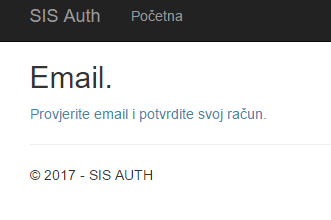 SIS Auth Početna
Email.
Provjerite email i potvrdite svoj račun.
© 2017 - SIS AUTH